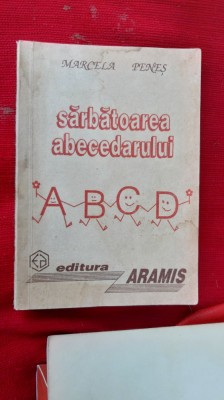 MARCELA PENEȘ
sărbătoarea
abecedarului
A B C D
editura ARAMIS